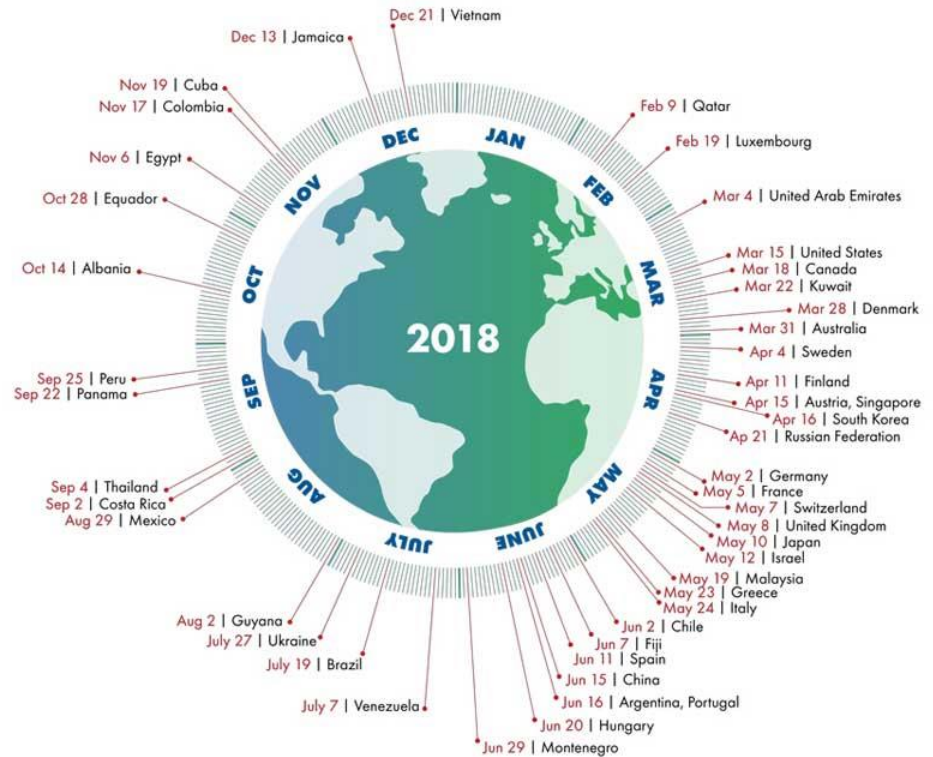 Dec 21 | Vietnam
Dec 13 | Jamaica
Nov 19 | Cuba
Nov 17 | Colombia
Nov 6 | Egypt
Oct 28 | Equador
Oct 14 | Albania
Sep 25 | Peru
Sep 22 | Panama
Sep 4 | Thailand
Sep 2 | Costa Rica
Aug 29 | Mexico
Aug 2 | Guyana
July 27 | Ukraine
July 19 | Brazil
July 7 | Venezuela
JAN
FEB
MAR
APR
MAY
JUNE
JULY
AUG
SEP
OCT
NOV
DEC
2018
Feb 9 | Qatar
Feb 19 | Luxembourg
Mar 4 | United Arab Emirates
Mar 15 | United States
Mar 18 | Canada
Mar 22 | Kuwait
Mar 28 | Denmark
Mar 31 | Australia
Apr 4 | Sweden
Apr 11 | Finland
Apr 15 | Austria, Singapore
Apr 16 | South Korea
Ap 21 | Russian Federation
May 2 | Germany
May 5 | France
May 7 | Switzerland
May 8 | United Kingdom
May 10 | Japan
May 12 | Israel
May 19 | Malaysia
May 23 | Greece
May 24 | Italy
Jun 2 | Chile
Jun 7 | Fiji
Jun 11 | Spain
Jun 15 | China
Jun 16 | Argentina, Portugal
Jun 20 | Hungary
Jun 29 | Montenegro